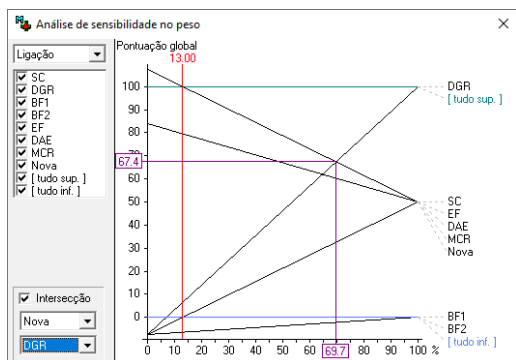 Análise de sensibilidade no peso
Ligação
SC
DGR
BF1
BF2
EF
DAE
MCR
Nova
[ tudo sup. ]
[ tudo inf. ]
Intersecção
Nova
DGR
Pontuação global
13.00
100
90
80
70
67.4
60
50
40
30
20
10
0
0 10 20 30 40 50 60 69.7 80 90 100 %
DGR
[ tudo sup. ]
SC
EF
DAE
MCR
Nova
BF1
BF2
[ tudo inf. ]